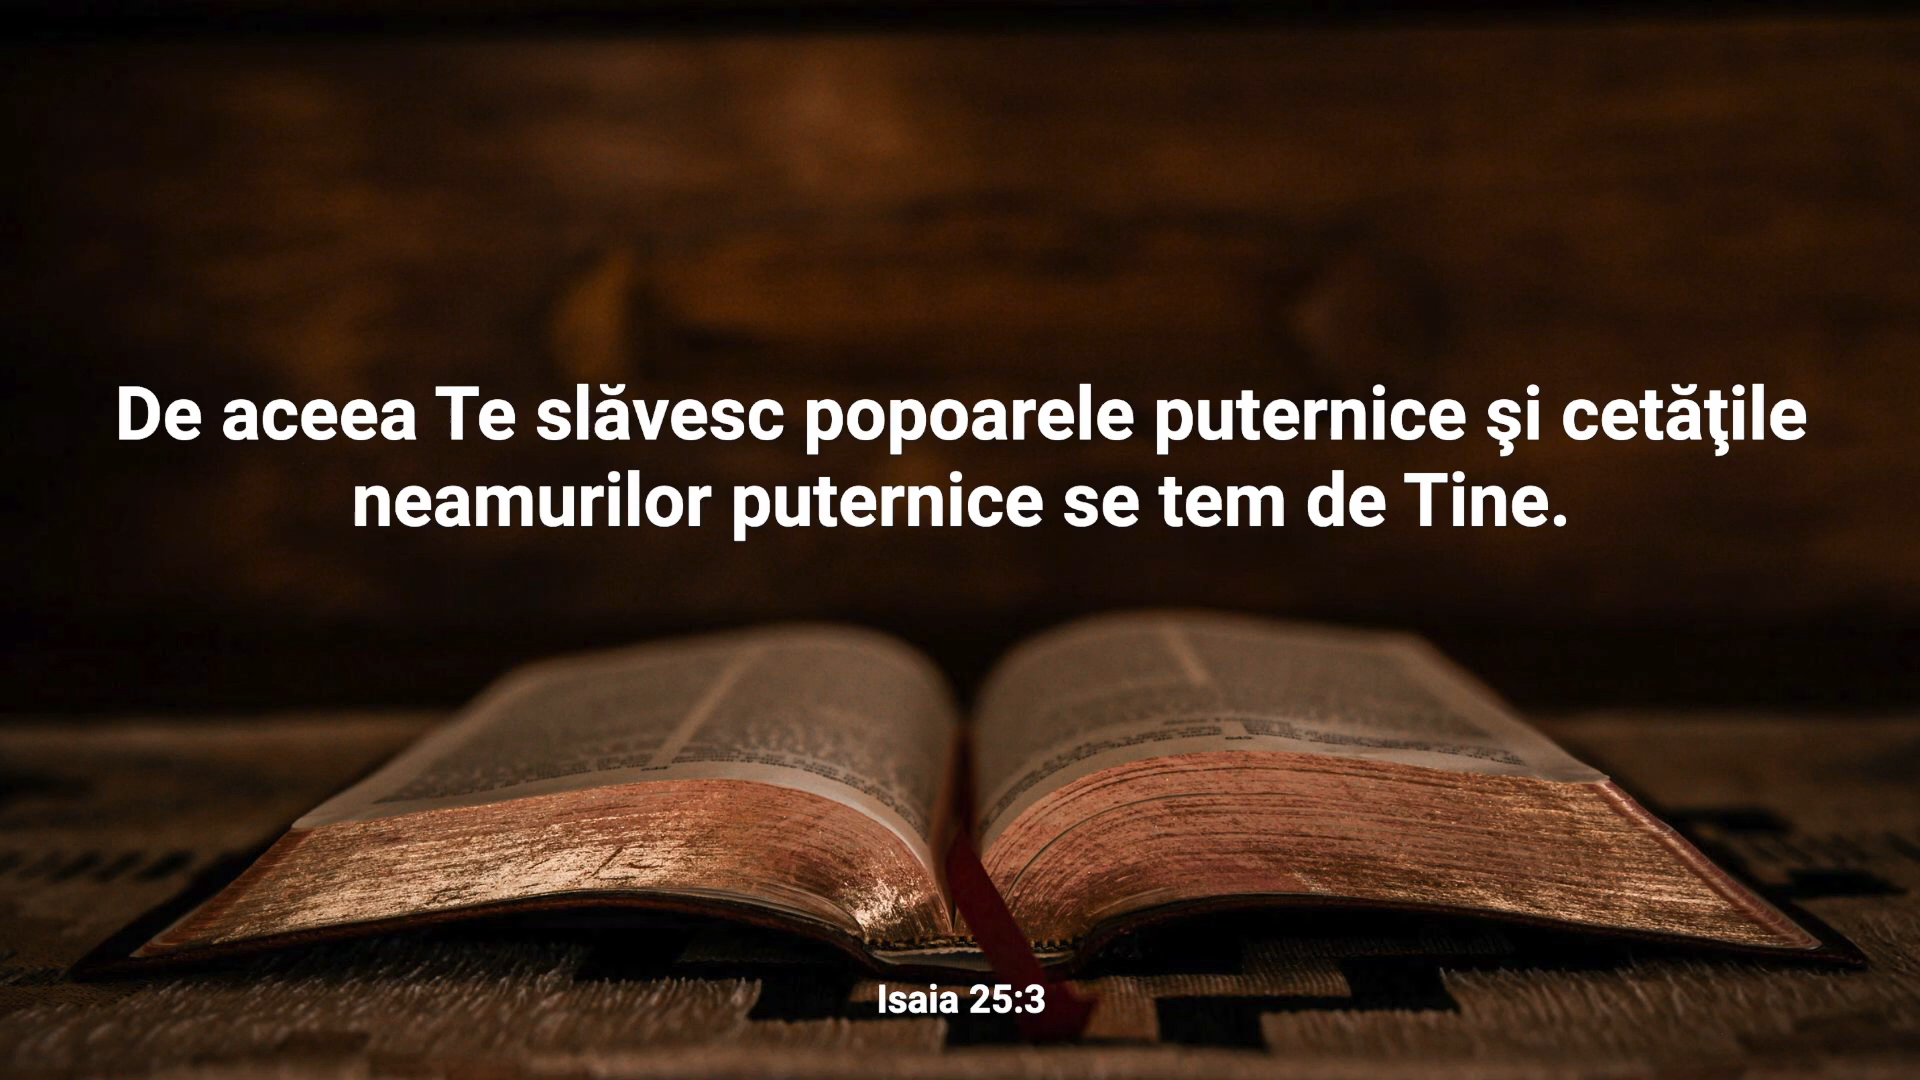 De aceea Te slăvesc popoarele puternice şi cetăţile
neamurilor puternice se tem de Tine.
Isaia 25:3